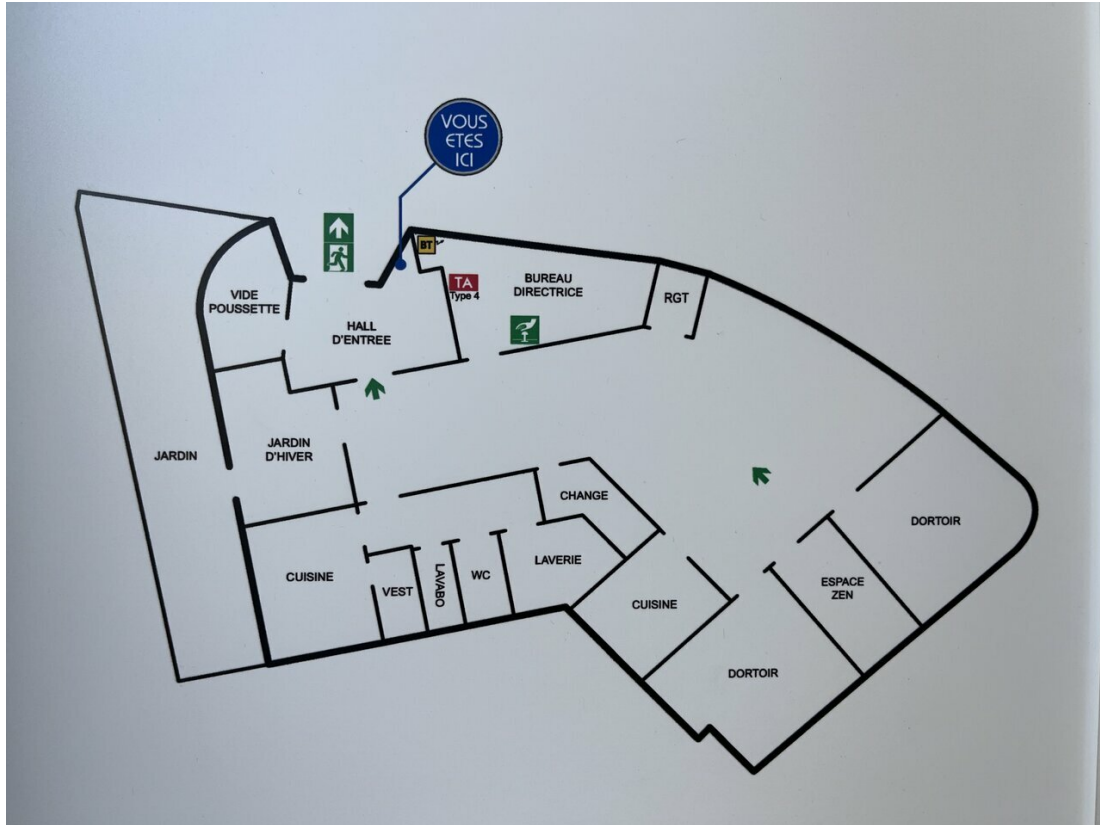 VOUS
ETES
ICI
BT
TA
Type 4
BUREAU
DIRECTRICE
RGT
VIDE
POUSSETTE
HALL
D'ENTREE
JARDIN
JARDIN
D'HIVER
CHANGE
DORTOIR
CUISINE
VEST
LAVABO
WC
LAVERIE
CUISINE
ESPACE
ZEN
DORTOIR